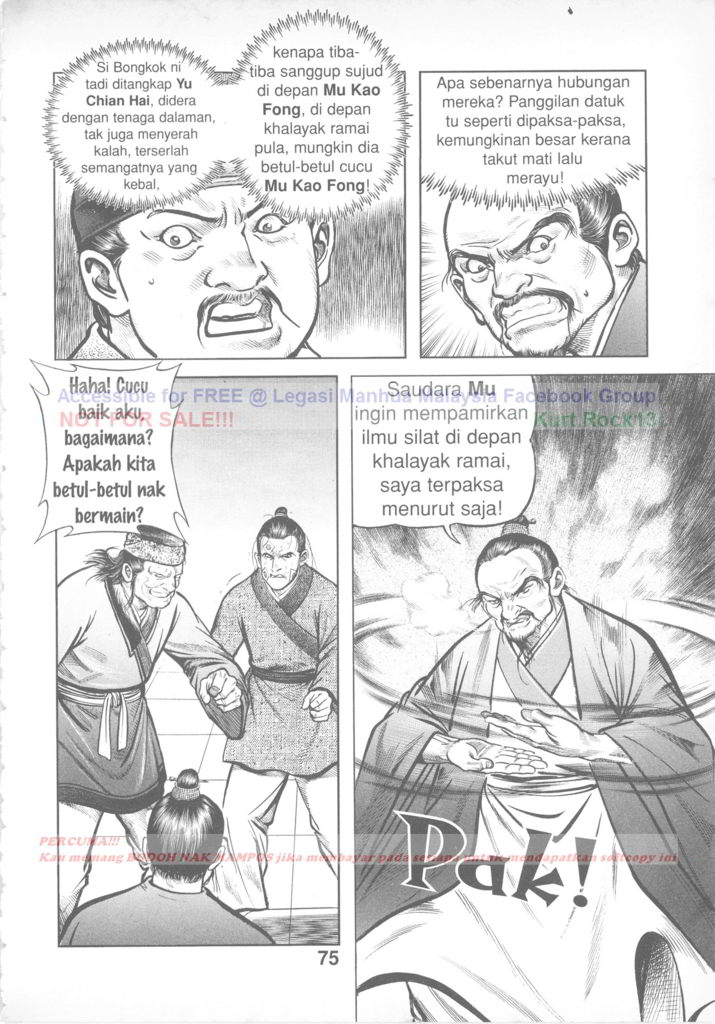 Si Bongkok ni
tadi ditangkap Yu
Chian Hai, didera
dengan tenaga dalaman,
tak juga menyerah
kalah, terserlah
semangatnya yang
kebal,
kenapa tiba-
tiba sanggup sujud
di depan Mu Kao
Fong, di depan
khalayak ramai
pula, mungkin dia
betul-betul cucu
Mu Kao Fong!
Apa sebenarnya hubungan
mereka? Panggilan datuk
tu seperti dipaksa-paksa,
kemungkinan besar kerana
takut mati lalu
merayu!
Haha! Cucu
baik aku,
bagaimana?
Apakah kita
betul-betul nak
bermain?
Accessible for FREE @ Legasi Manhua Malaysia Facebook Group!
NOT FOR SALE!!!
Kurt Rock'13
Saudara Mu
ingin mempamirkan
ilmu silat di depan
khalayak ramai,
saya terpaksa
menurut saja!
Pak!
PERCUMA!!!
Kau memang BODOH NAK MAMPUS jika membayar pada sesiapa untuk mendapatkan softcopy ini
75